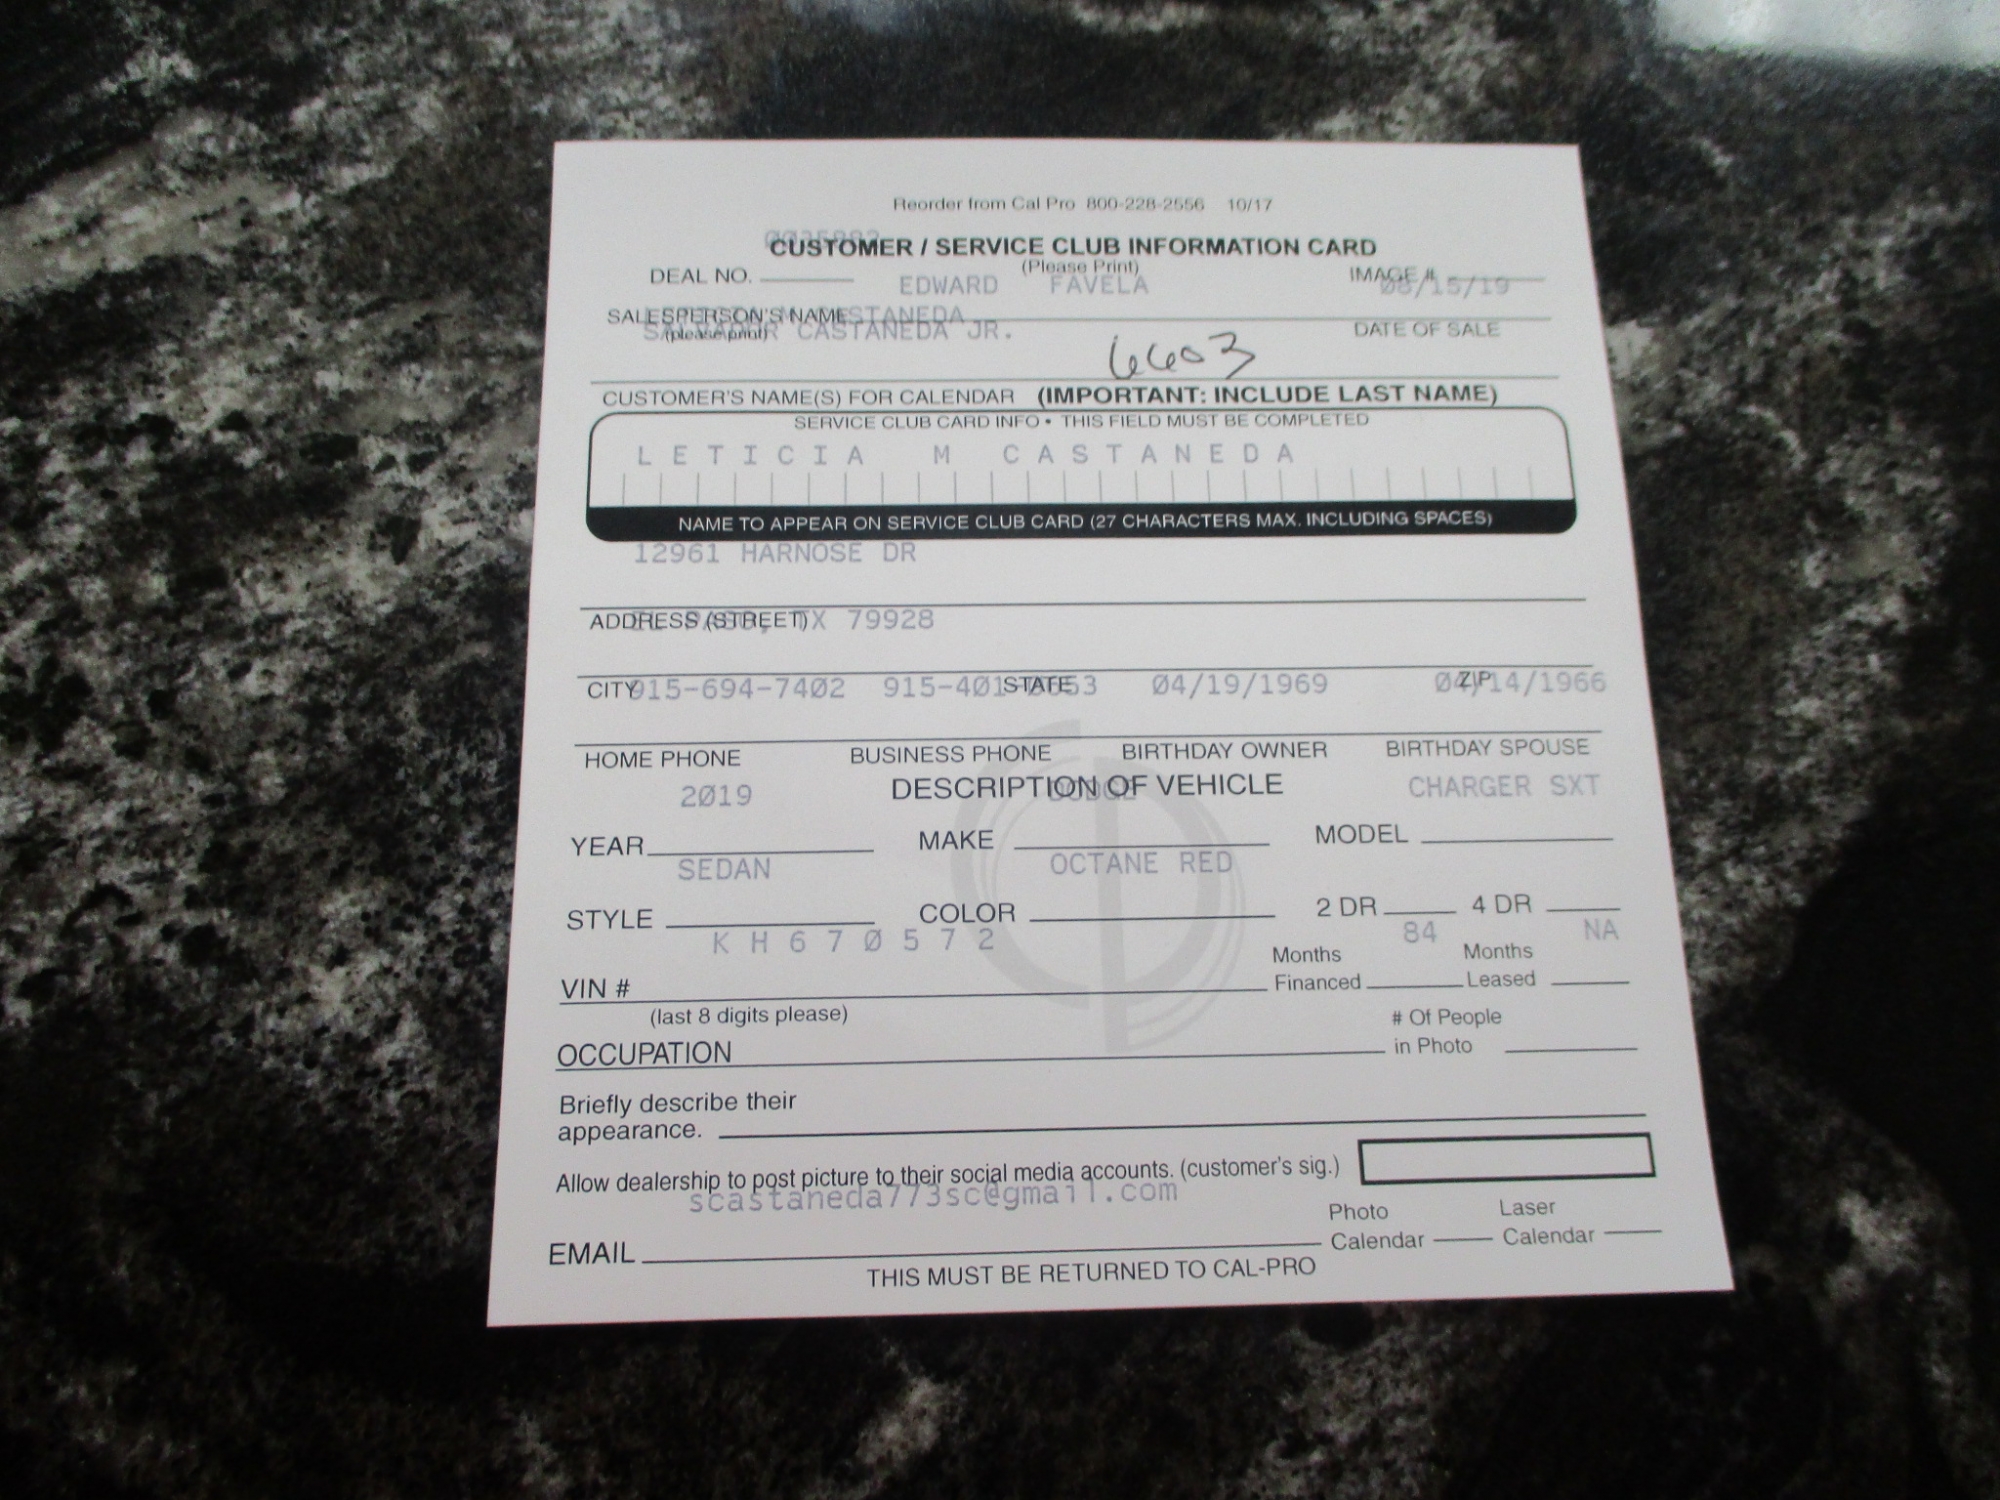 Reorder from Cal Pro 800-228-2556 10/17
CUSTOMER / SERVICE CLUB INFORMATION CARD
(Please Print)
DEAL NO. IMAGE #
EDWARD FAVELA /15/19
SALESPERSON'S NAME
(please print)
CASTANEDA JR.
DATE OF SALE
6603
CUSTOMER'S NAME(S) FOR CALENDAR (IMPORTANT: INCLUDE LAST NAME)
SERVICE CLUB CARD INFO • THIS FIELD MUST BE COMPLETED
LETICIA M CASTANEDA
NAME TO APPEAR ON SERVICE CLUB CARD (27 CHARACTERS MAX. INCLUDING SPACES)
12961 HARNOSE DR
ADDRESS (STREET)
TX 79928
CITY STATE ZIP
915-694-7402 04/19/1969 04/14/1966
HOME PHONE BUSINESS PHONE BIRTHDAY OWNER BIRTHDAY SPOUSE
DESCRIPTION OF VEHICLE
2019 DODGE CHARGER SXT
YEAR MAKE MODEL
SEDAN OCTANE RED
STYLE COLOR 2 DR 4 DR
KH670572 84 NA
VIN # Months Financed Months Leased
(last 8 digits please)
OCCUPATION # Of People in Photo
Briefly describe their
appearance.
Allow dealership to post picture to their social media accounts. (customer's sig.)
scastaneda773sc@gmail.com
EMAIL Photo Calendar Laser Calendar
THIS MUST BE RETURNED TO CAL-PRO